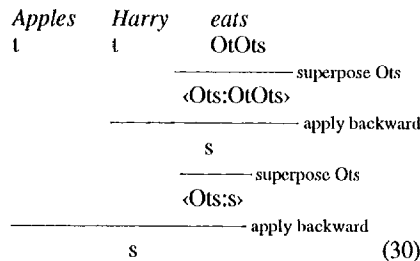 Apples Harry eats
t t OtOts
superpose Ots
‹Ots:OtOts›
apply backward
s
superpose Ots
‹Ots:s›
apply backward
s (30)